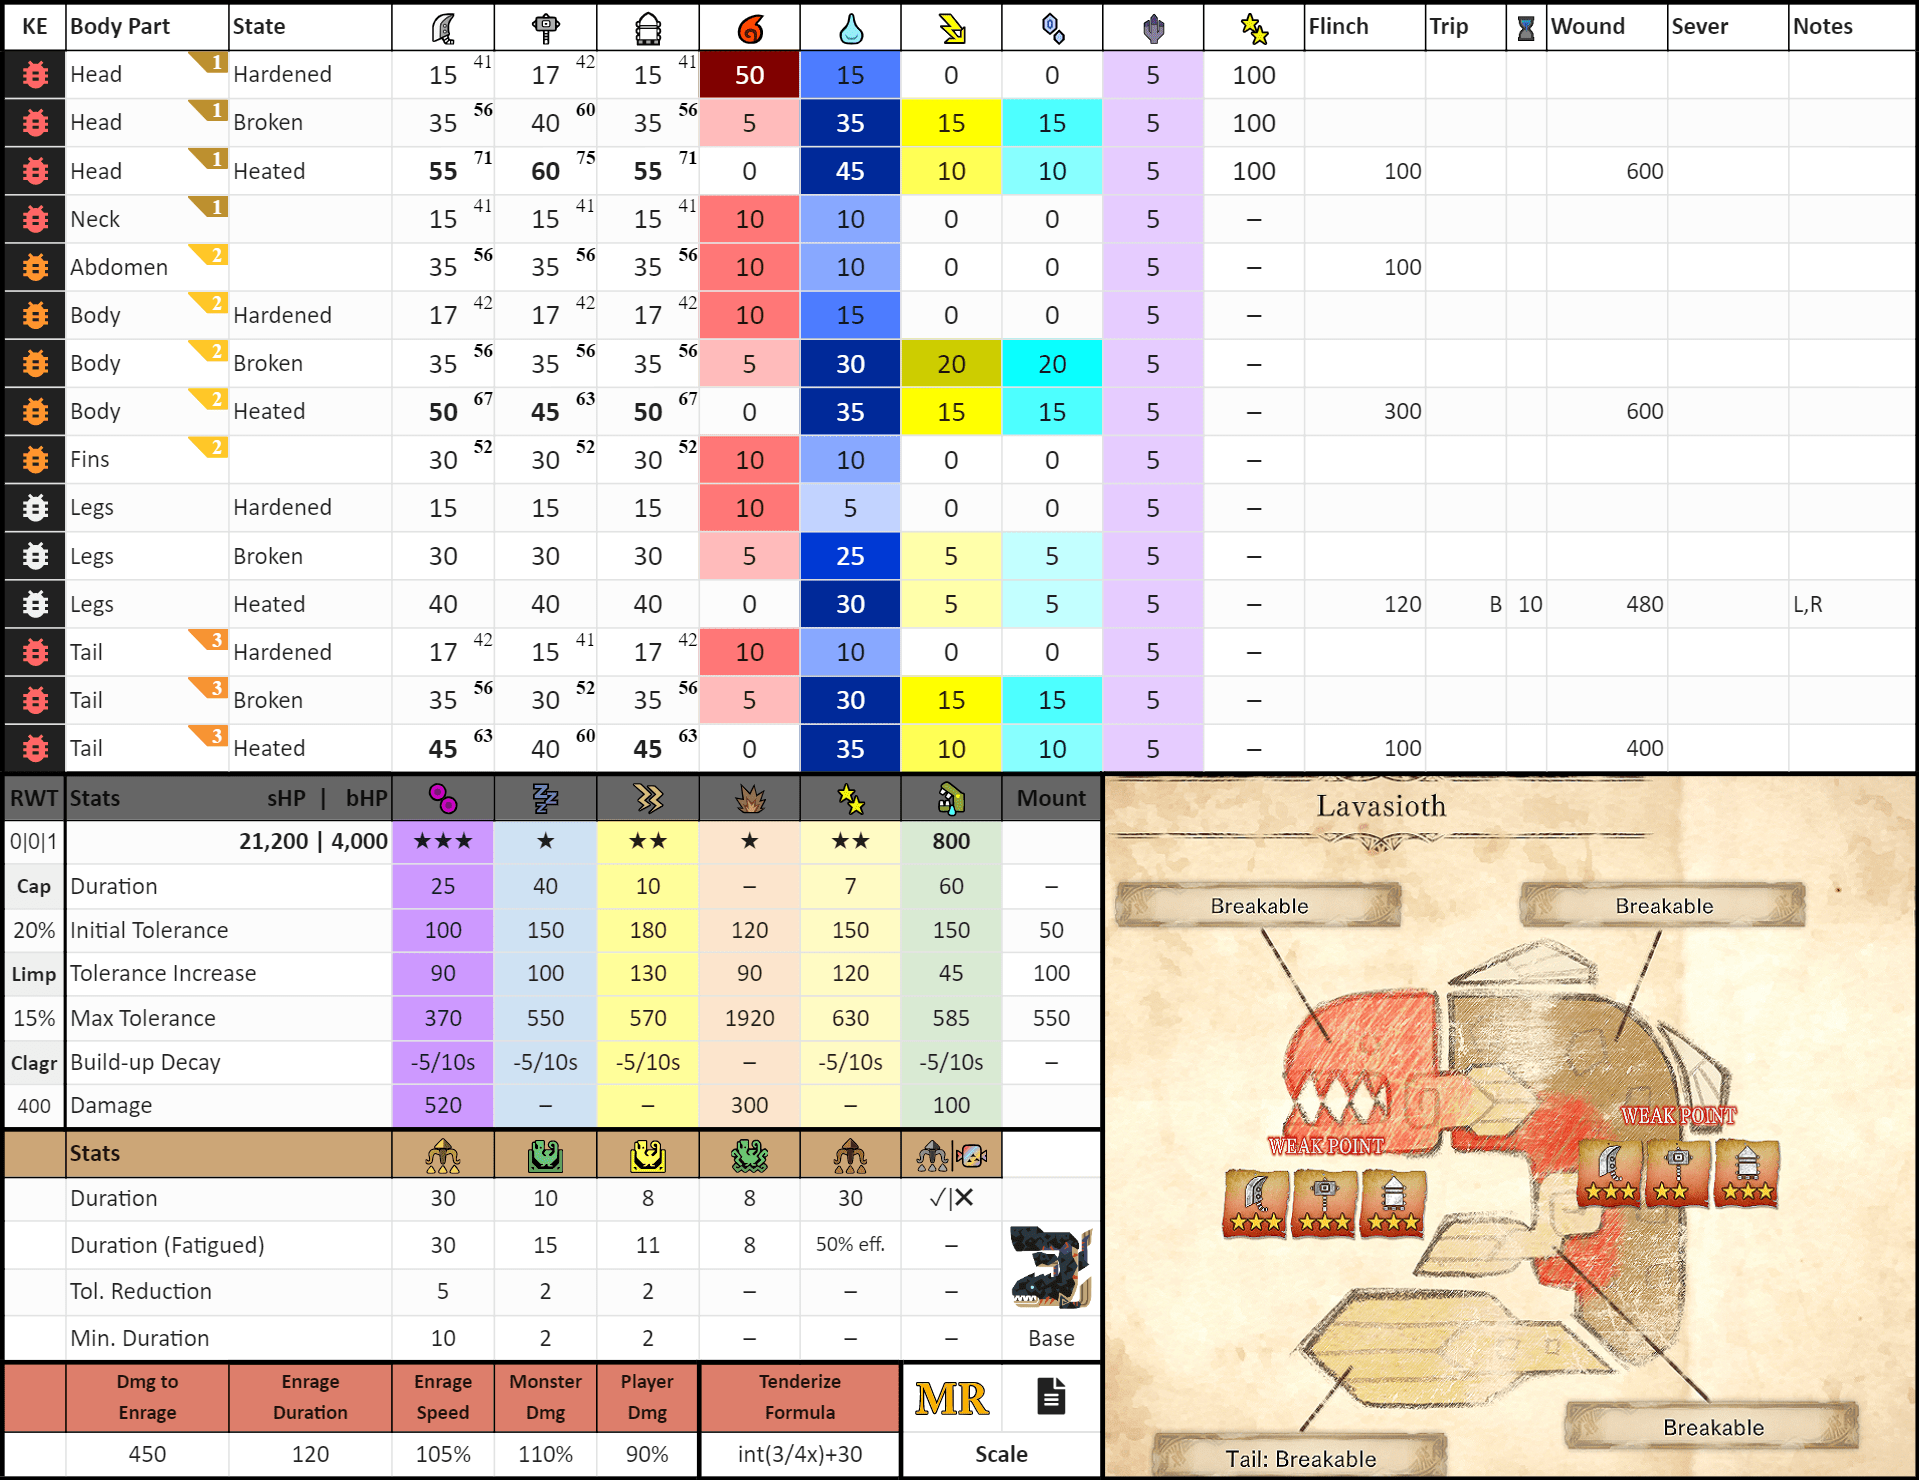 KE Body Part State Flinch Trip Wound Sever Notes
Head 1 Hardened 15 41 17 42 15 41 50 15 0 0 5 100
Head 1 Broken 35 56 40 60 35 56 5 35 15 15 5 100
Head 1 Heated 55 71 60 75 55 71 0 45 10 10 5 100 100 600
Neck 1 15 41 15 41 15 41 10 10 0 0 5 –
Abdomen 2 35 56 35 56 35 56 10 10 0 0 5 – 100
Body 2 Hardened 17 42 17 42 17 42 10 15 0 0 5 –
Body 2 Broken 35 56 35 56 35 56 5 30 20 20 5 –
Body 2 Heated 50 67 45 63 50 67 0 35 15 15 5 – 300 600
Fins 2 30 52 30 52 30 52 10 10 0 0 5 –
Legs Hardened 15 15 15 10 5 0 0 5 –
Legs Broken 30 30 30 5 25 5 5 5 –
Legs Heated 40 40 40 0 30 5 5 5 – 120 B 10 480 L,R
Tail 3 Hardened 17 42 15 41 17 42 10 10 0 0 5 –
Tail 3 Broken 35 56 30 52 35 56 5 30 15 15 5 –
Tail 3 Heated 45 63 40 60 45 63 0 35 10 10 5 – 100 400
RWT Stats sHP | bHP Mount
0|0|1 21,200 | 4,000 ★★★ ★ ★★ ★ ★★ 800
Cap Duration 25 40 10 – 7 60 –
20% Initial Tolerance 100 150 180 120 150 150 50
Limp Tolerance Increase 90 100 130 90 120 45 100
15% Max Tolerance 370 550 570 1920 630 585 550
Clagr Build-up Decay -5/10s -5/10s -5/10s – -5/10s -5/10s –
400 Damage 520 – – 300 – 100
Stats
Duration 30 10 8 8 30 ✓|✕
Duration (Fatigued) 30 15 11 8 50% eff. –
Tol. Reduction 5 2 2 – – –
Min. Duration 10 2 2 – – – Base
Dmg to Enrage Enrage Duration Enrage Speed Monster Dmg Player Dmg Tenderize Formula MR
450 120 105% 110% 90% int(3/4x)+30 Scale
Lavasioth
Breakable Breakable
WEAK POINT
WEAK POINT
Breakable
Tail: Breakable